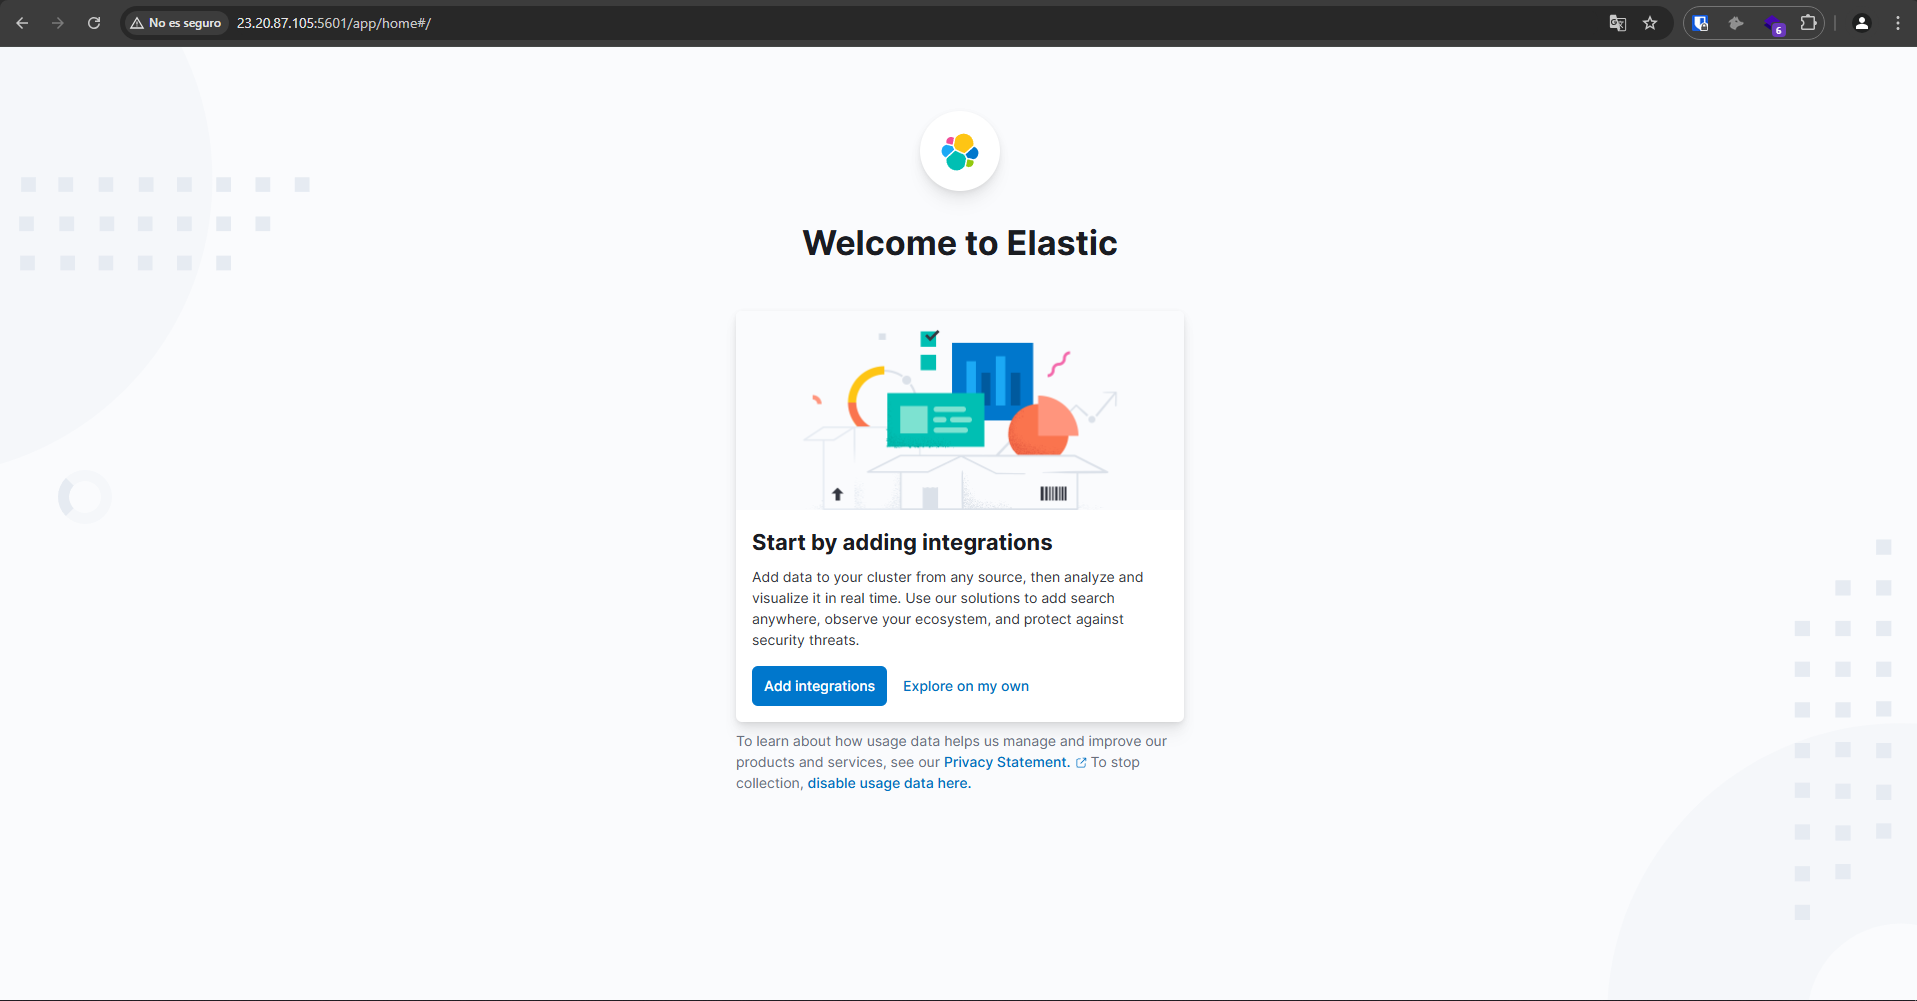 No es seguro 23.20.87.105:5601/app/home#/
6
Welcome to Elastic
Start by adding integrations
Add data to your cluster from any source, then analyze and
visualize it in real time. Use our solutions to add search
anywhere, observe your ecosystem, and protect against
security threats.
Add integrations Explore on my own
To learn about how usage data helps us manage and improve our
products and services, see our Privacy Statement. To stop
collection, disable usage data here.